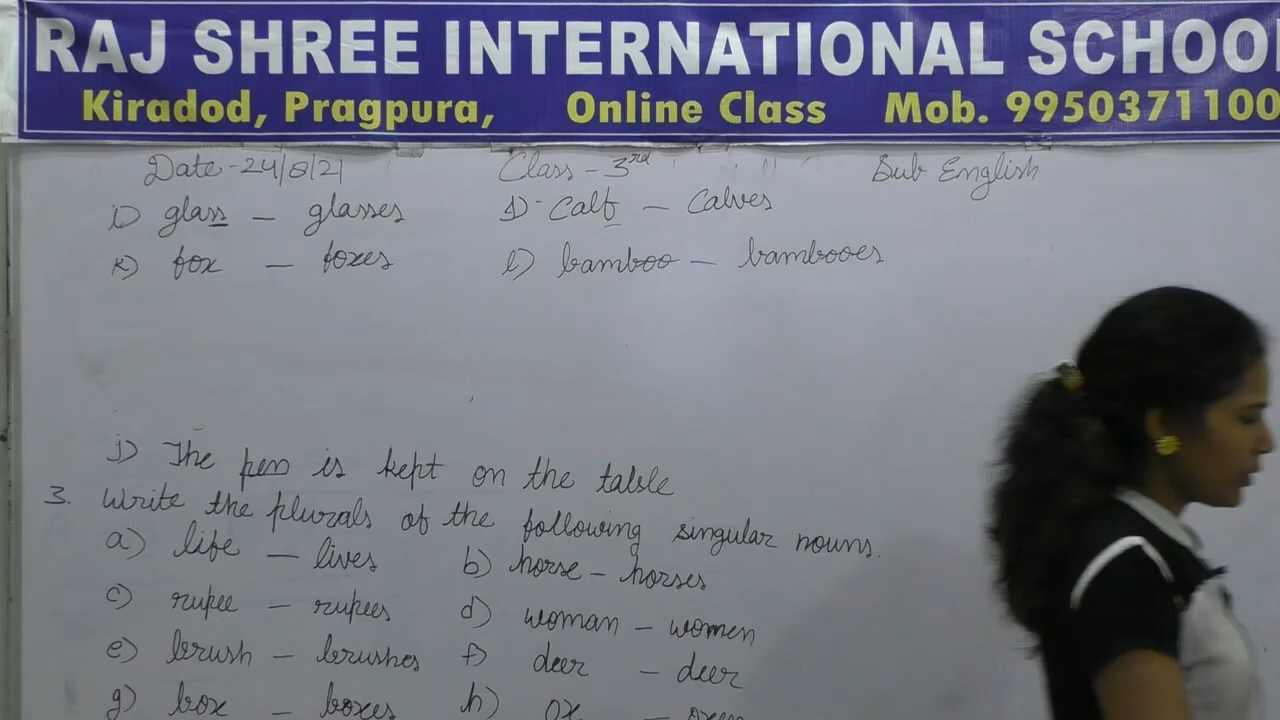 RAJ SHREE INTERNATIONAL SCHOOL
Kiradod, Pragpura, Online Class Mob. 9950371100
Date-24/8/21 Class-3rd Sub English
i) glass - glasses j) calf - calves
k) fox - foxes l) bamboo - bambooes
j) The pen is kept on the table
3. Write the plurals of the following singular nouns.
a) life - lives b) horse - horses
c) rupee - rupees d) woman - women
e) brush - brushes f) deer - deer
g) box - boxes h) ox - oxen